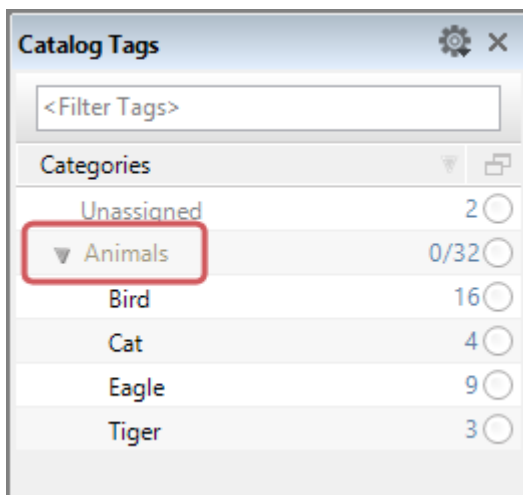 Catalog Tags
<Filter Tags>
Categories
Unassigned 2
Animals 0/32
Bird 16
Cat 4
Eagle 9
Tiger 3